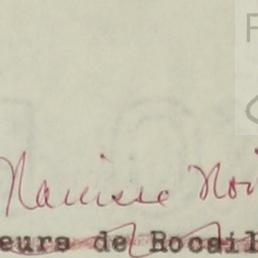 Narcisse Noi
eurs de Rocail